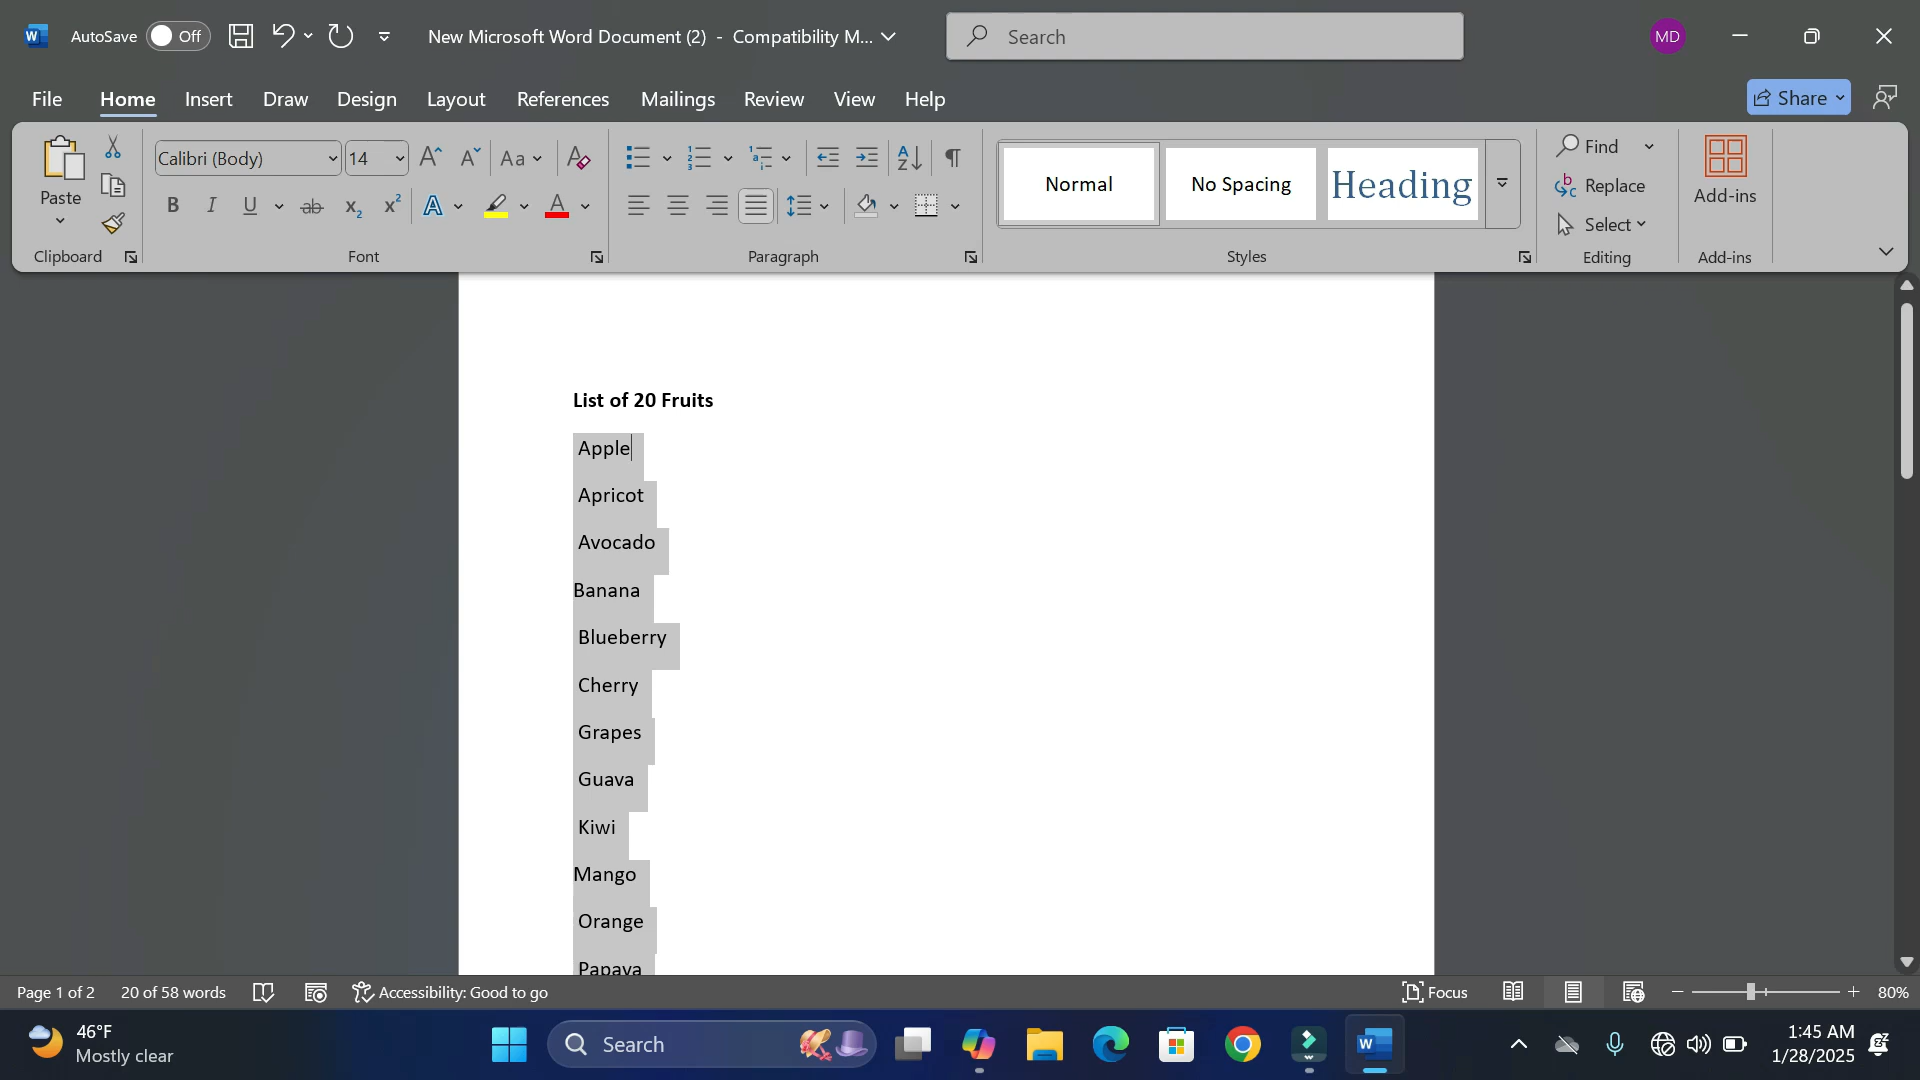 AutoSave Off New Microsoft Word Document (2) - Compatibility M... Search MD
File Home Insert Draw Design Layout References Mailings Review View Help Share
Paste Calibri (Body) 14 Aa Normal No Spacing Heading Find Replace Select Add-ins
Clipboard Font Paragraph Styles Editing Add-ins
List of 20 Fruits
Apple
Apricot
Avocado
Banana
Blueberry
Cherry
Grapes
Guava
Kiwi
Mango
Orange
Papaya
Page 1 of 2 20 of 58 words Accessibility: Good to go Focus 80%
46°F
Mostly clear
Search
1:45 AM
1/28/2025